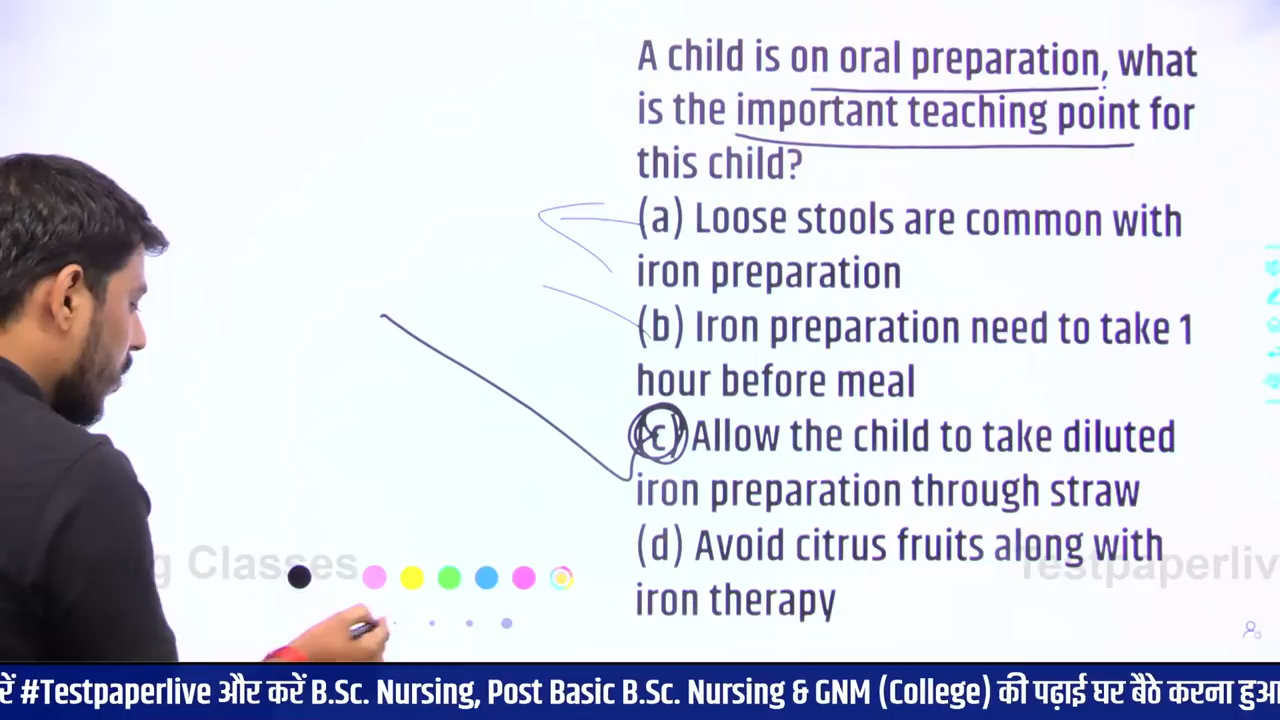 A child is on oral preparation, what
is the important teaching point for
this child?
(a) Loose stools are common with
iron preparation
(b) Iron preparation need to take 1
hour before meal
(c) Allow the child to take diluted
iron preparation through straw
(d) Avoid citrus fruits along with
iron therapy
g Classes
Testpaperliv
रें #Testpaperlive और करें B.Sc. Nursing, Post Basic B.Sc. Nursing & GNM (College) की पढ़ाई घर बैठे करना हुआ